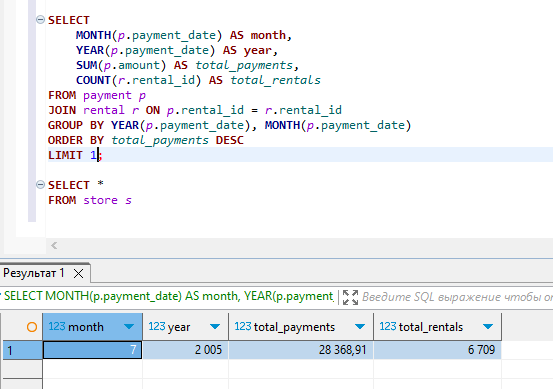 SELECT
MONTH(p.payment_date) AS month,
YEAR(p.payment_date) AS year,
SUM(p.amount) AS total_payments,
COUNT(r.rental_id) AS total_rentals
FROM payment p
JOIN rental r ON p.rental_id = r.rental_id
GROUP BY YEAR(p.payment_date), MONTH(p.payment_date)
ORDER BY total_payments DESC
LIMIT 1;
SELECT *
FROM store s
Результат 1
SELECT MONTH(p.payment_date) AS month, YEAR(p.payment Введите SQL выражение чтобы от
123 month 123 year 123 total_payments 123 total_rentals
1 7 2 005 28 368,91 6 709